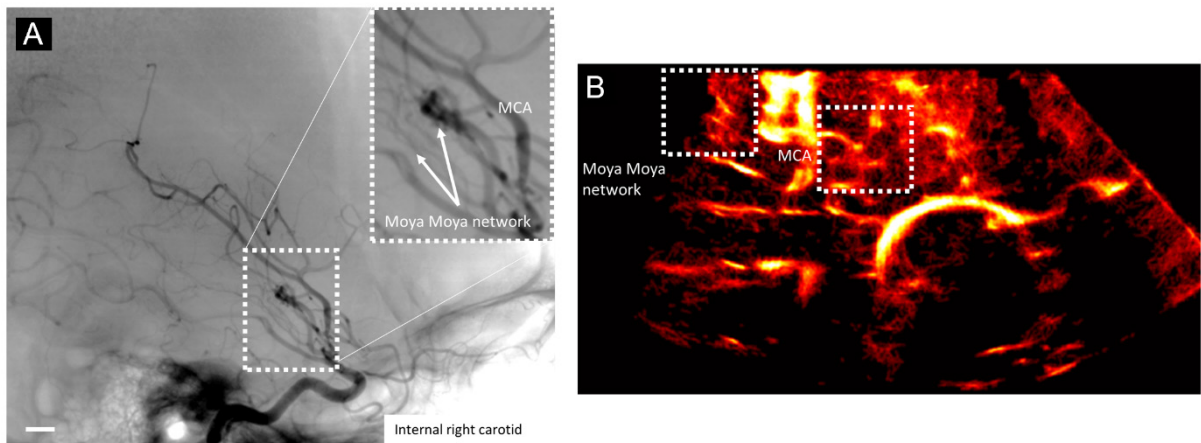 A
MCA
Moya Moya network
Internal right carotid
B
MCA
Moya Moya
network